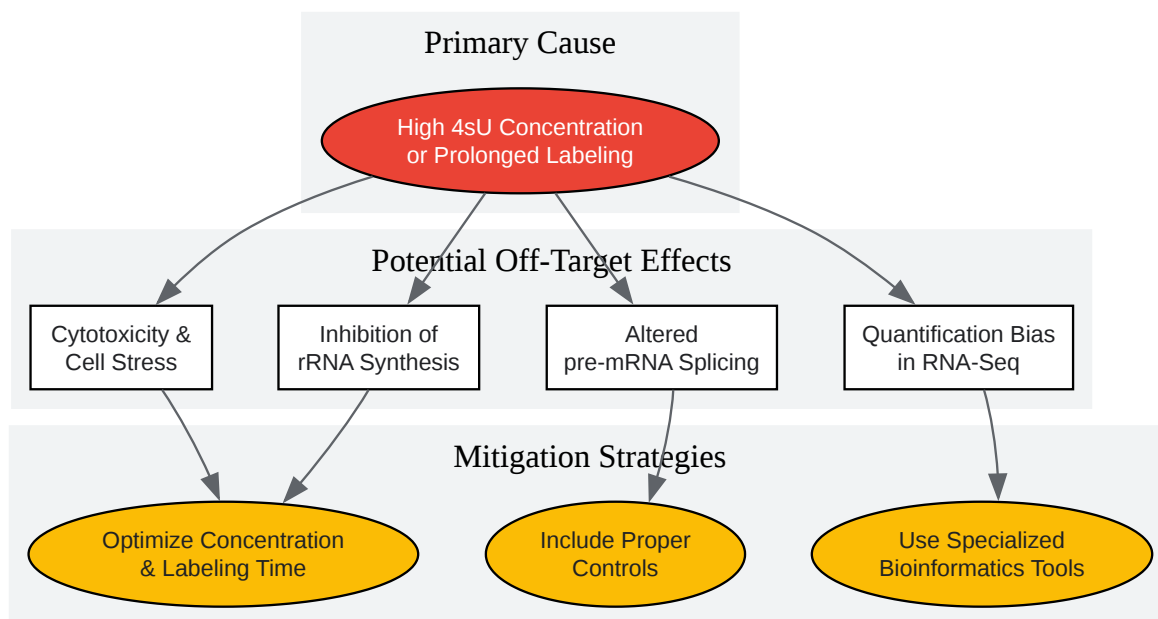 Primary Cause
High 4sU Concentration
or Prolonged Labeling
Potential Off-Target Effects
Cytotoxicity &
Cell Stress
Inhibition of
rRNA Synthesis
Altered
pre-mRNA Splicing
Quantification Bias
in RNA-Seq
Mitigation Strategies
Optimize Concentration
& Labeling Time
Include Proper
Controls
Use Specialized
Bioinformatics Tools